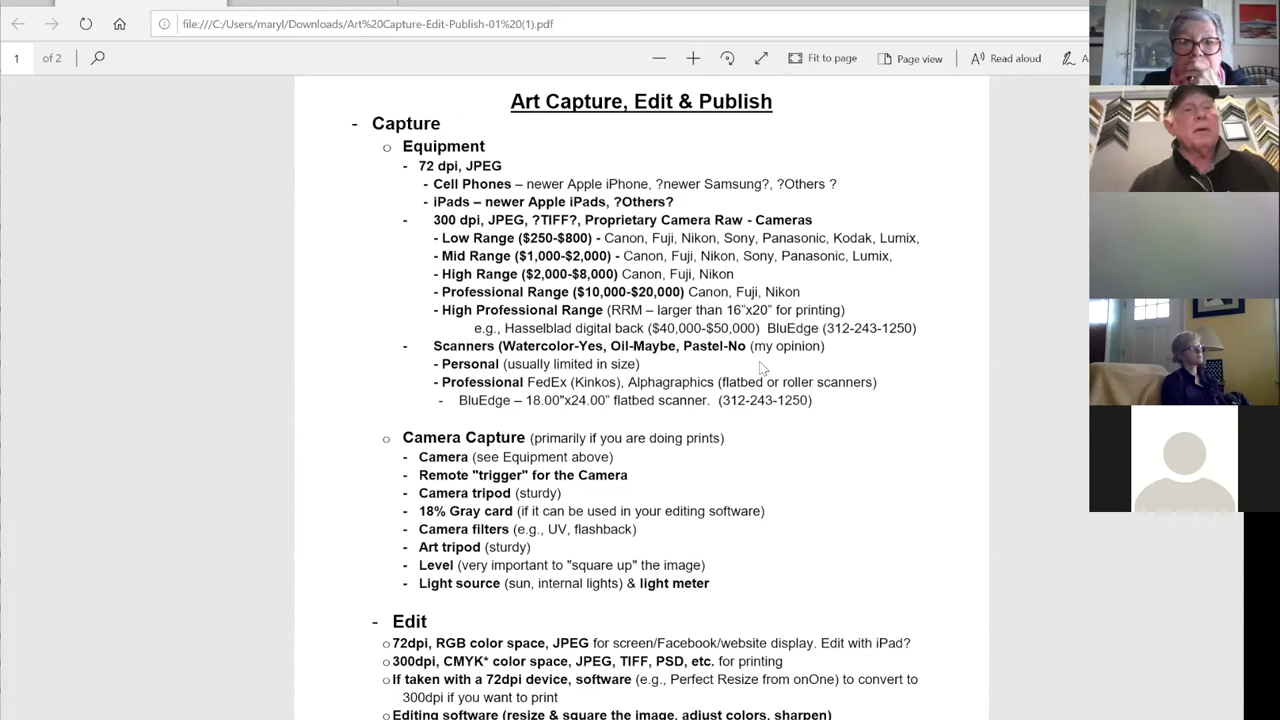 file:///C:/Users/maryl/Downloads/Art%20Capture-Edit-Publish-01%20(1).pdf
1 of 2
Fit to page
Page view
Read aloud
Art Capture, Edit & Publish
- Capture
o Equipment
- 72 dpi, JPEG
- Cell Phones – newer Apple iPhone, ?newer Samsung?, ?Others ?
- iPads – newer Apple iPads, ?Others?
- 300 dpi, JPEG, ?TIFF?, Proprietary Camera Raw - Cameras
- Low Range ($250-$800) - Canon, Fuji, Nikon, Sony, Panasonic, Kodak, Lumix,
- Mid Range ($1,000-$2,000) - Canon, Fuji, Nikon, Sony, Panasonic, Lumix,
- High Range ($2,000-$8,000) Canon, Fuji, Nikon
- Professional Range ($10,000-$20,000) Canon, Fuji, Nikon
- High Professional Range (RRM – larger than 16"x20" for printing)
e.g., Hasselblad digital back ($40,000-$50,000) BluEdge (312-243-1250)
- Scanners (Watercolor-Yes, Oil-Maybe, Pastel-No (my opinion)
- Personal (usually limited in size)
- Professional FedEx (Kinkos), Alphagraphics (flatbed or roller scanners)
- BluEdge – 18.00"x24.00" flatbed scanner. (312-243-1250)
o Camera Capture (primarily if you are doing prints)
- Camera (see Equipment above)
- Remote "trigger" for the Camera
- Camera tripod (sturdy)
- 18% Gray card (if it can be used in your editing software)
- Camera filters (e.g., UV, flashback)
- Art tripod (sturdy)
- Level (very important to "square up" the image)
- Light source (sun, internal lights) & light meter
- Edit
o 72dpi, RGB color space, JPEG for screen/Facebook/website display. Edit with iPad?
o 300dpi, CMYK* color space, JPEG, TIFF, PSD, etc. for printing
o If taken with a 72dpi device, software (e.g., Perfect Resize from onOne) to convert to
300dpi if you want to print
o Editing software (resize & square the image, adjust colors, sharpen)